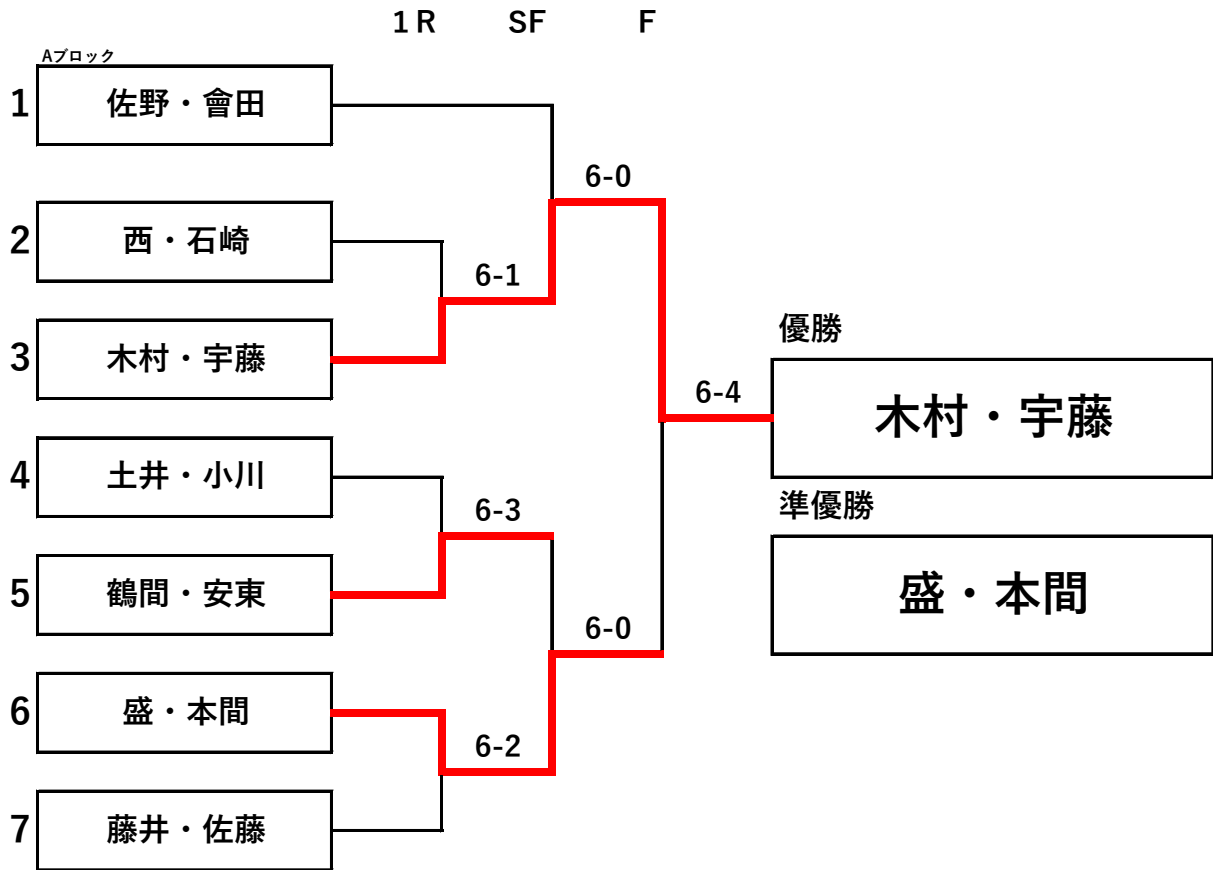 1R SF F
Aブロック
1 佐野・會田
6-0
2 西・石崎
6-1
3 木村・宇藤
優勝
6-4
木村・宇藤
4 土井・小川
準優勝
6-3
5 鶴間・安東
盛・本間
6-0
6 盛・本間
6-2
7 藤井・佐藤